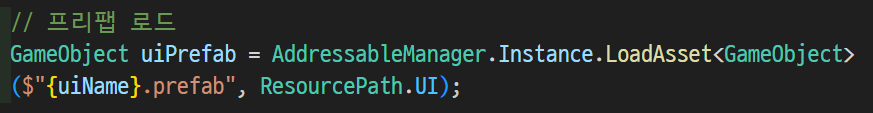 // 프리팹 로드
GameObject uiPrefab = AddressableManager.Instance.LoadAsset<GameObject>
($"{uiName}.prefab", ResourcePath.UI);